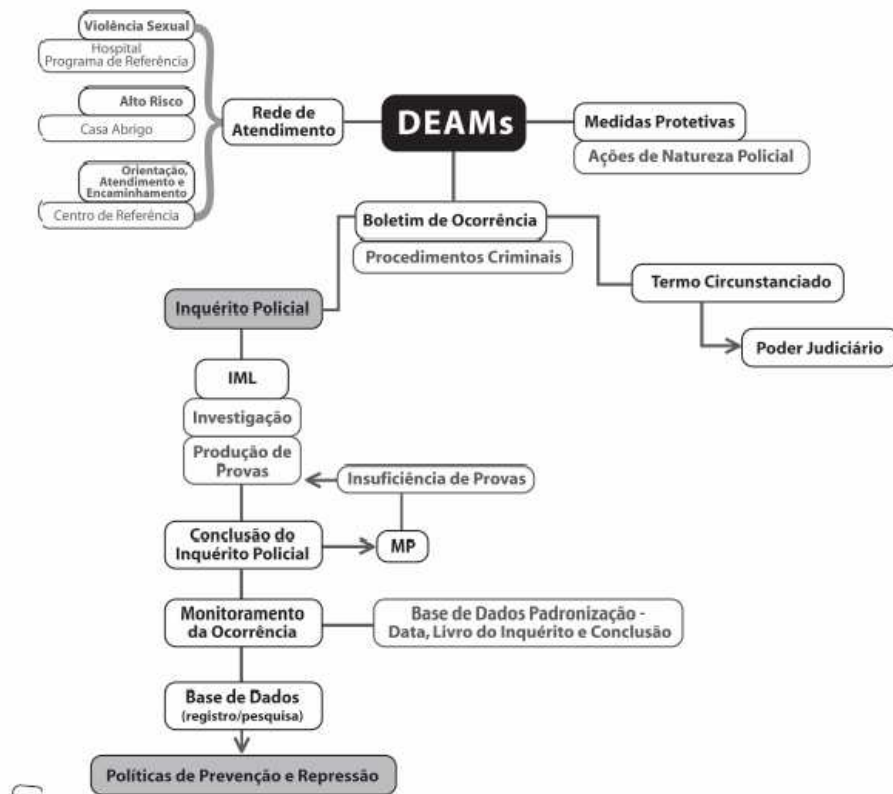 Violência Sexual
Hospital
Programa de Referência
Alto Risco
Casa Abrigo
Orientação,
Atendimento e
Encaminhamento
Centro de Referência
Rede de
Atendimento
DEAMs
Medidas Protetivas
Ações de Natureza Policial
Boletim de Ocorrência
Procedimentos Criminais
Termo Circunstanciado
Poder Judiciário
Inquérito Policial
IML
Investigação
Produção de
Provas
Insuficiência de Provas
Conclusão do
Inquérito Policial
MP
Monitoramento
da Ocorrência
Base de Dados Padronização -
Data, Livro do Inquérito e Conclusão
Base de Dados
(registro/pesquisa)
Políticas de Prevenção e Repressão